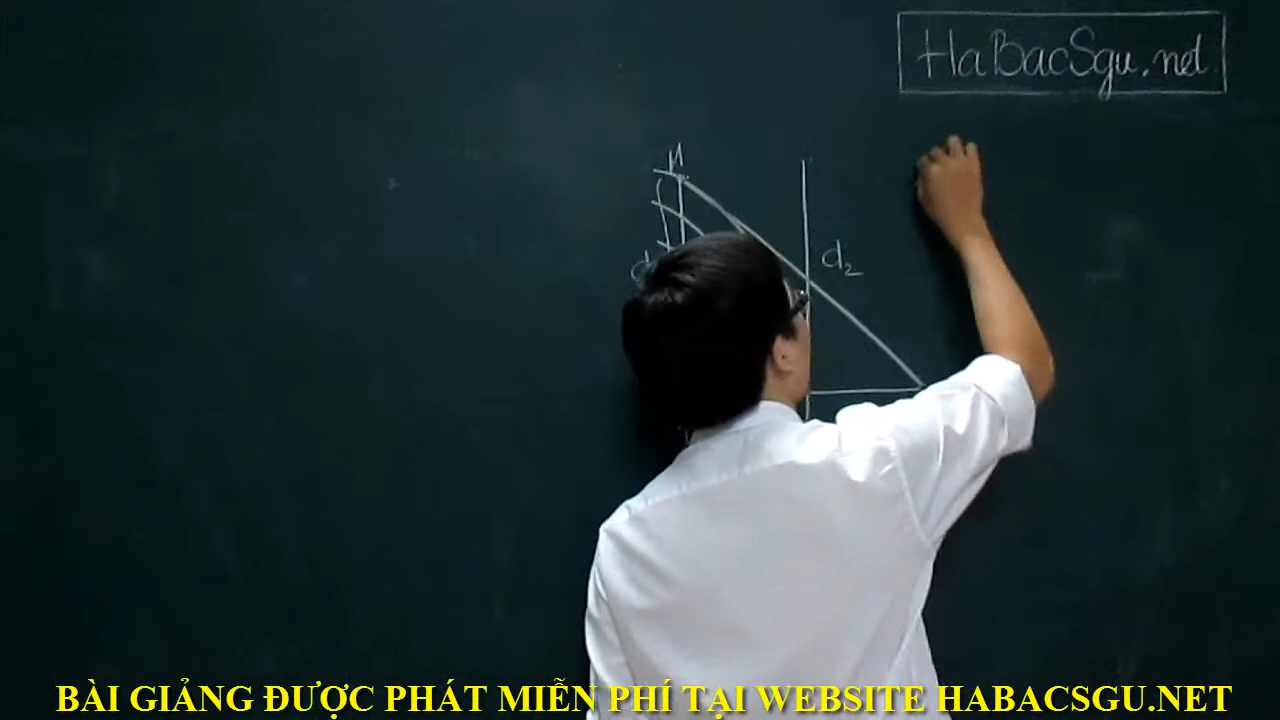 HaBacSgu.net
M
d₂
d
BÀI GIẢNG ĐƯỢC PHÁT MIỄN PHÍ TẠI WEBSITE HABACSGU.NET